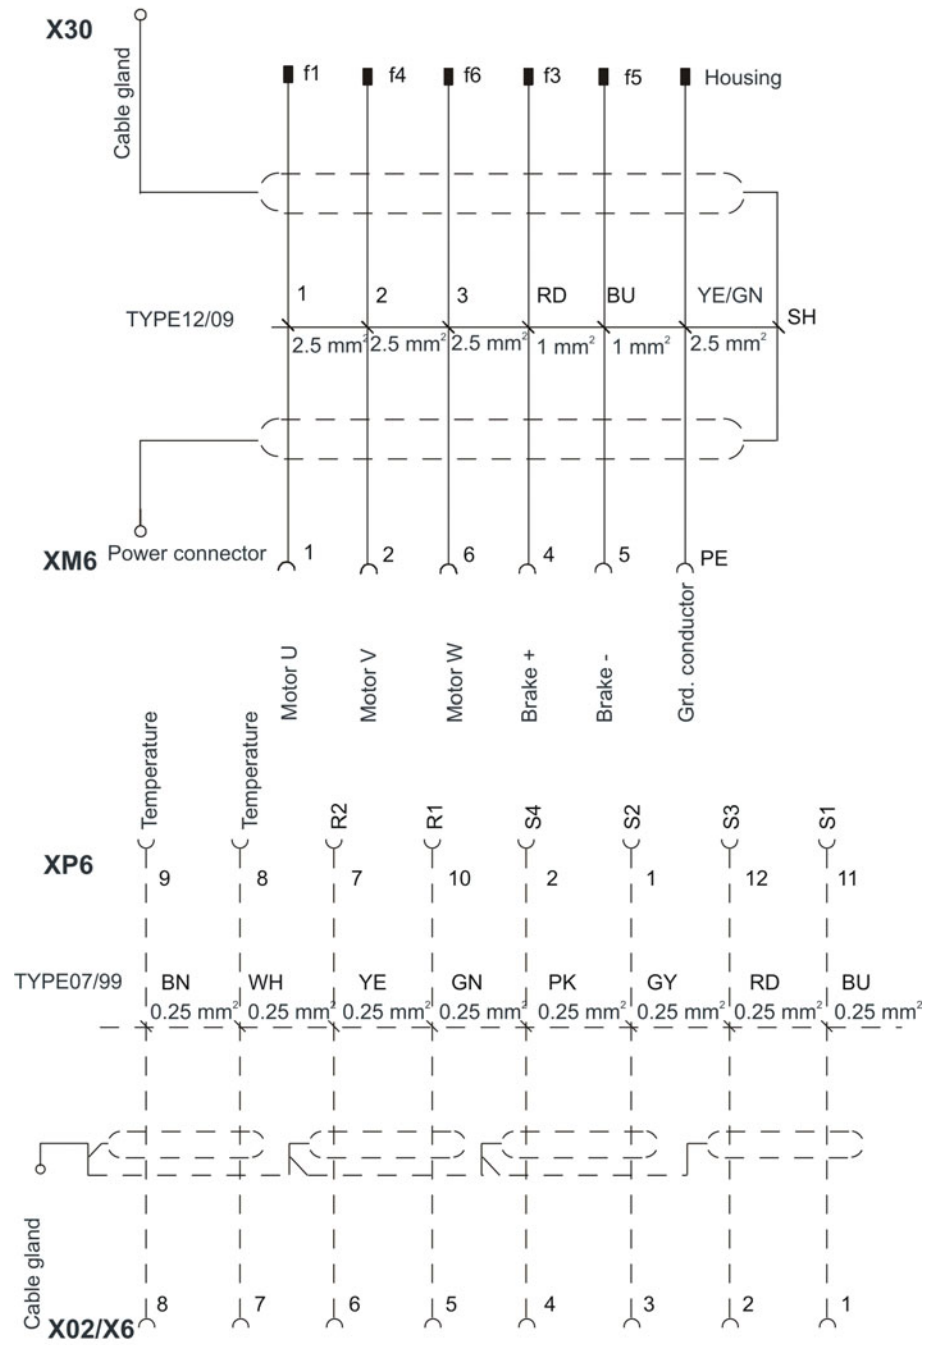 X30
Cable gland
f1 f4 f6 f3 f5 Housing
1 2 3 RD BU YE/GN
TYPE12/09
SH
2.5 mm² 2.5 mm² 2.5 mm² 1 mm² 1 mm² 2.5 mm²
XM6 Power connector 1 2 6 4 5 PE
Motor U
Motor V
Motor W
Brake +
Brake -
Grd. conductor
Temperature
Temperature
R2
R1
S4
S2
S3
S1
XP6
9 8 7 10 2 1 12 11
TYPE07/99 BN WH YE GN PK GY RD BU
0.25 mm² 0.25 mm² 0.25 mm² 0.25 mm² 0.25 mm² 0.25 mm² 0.25 mm² 0.25 mm²
Cable gland
8 7 6 5 4 3 2 1
X02/X6